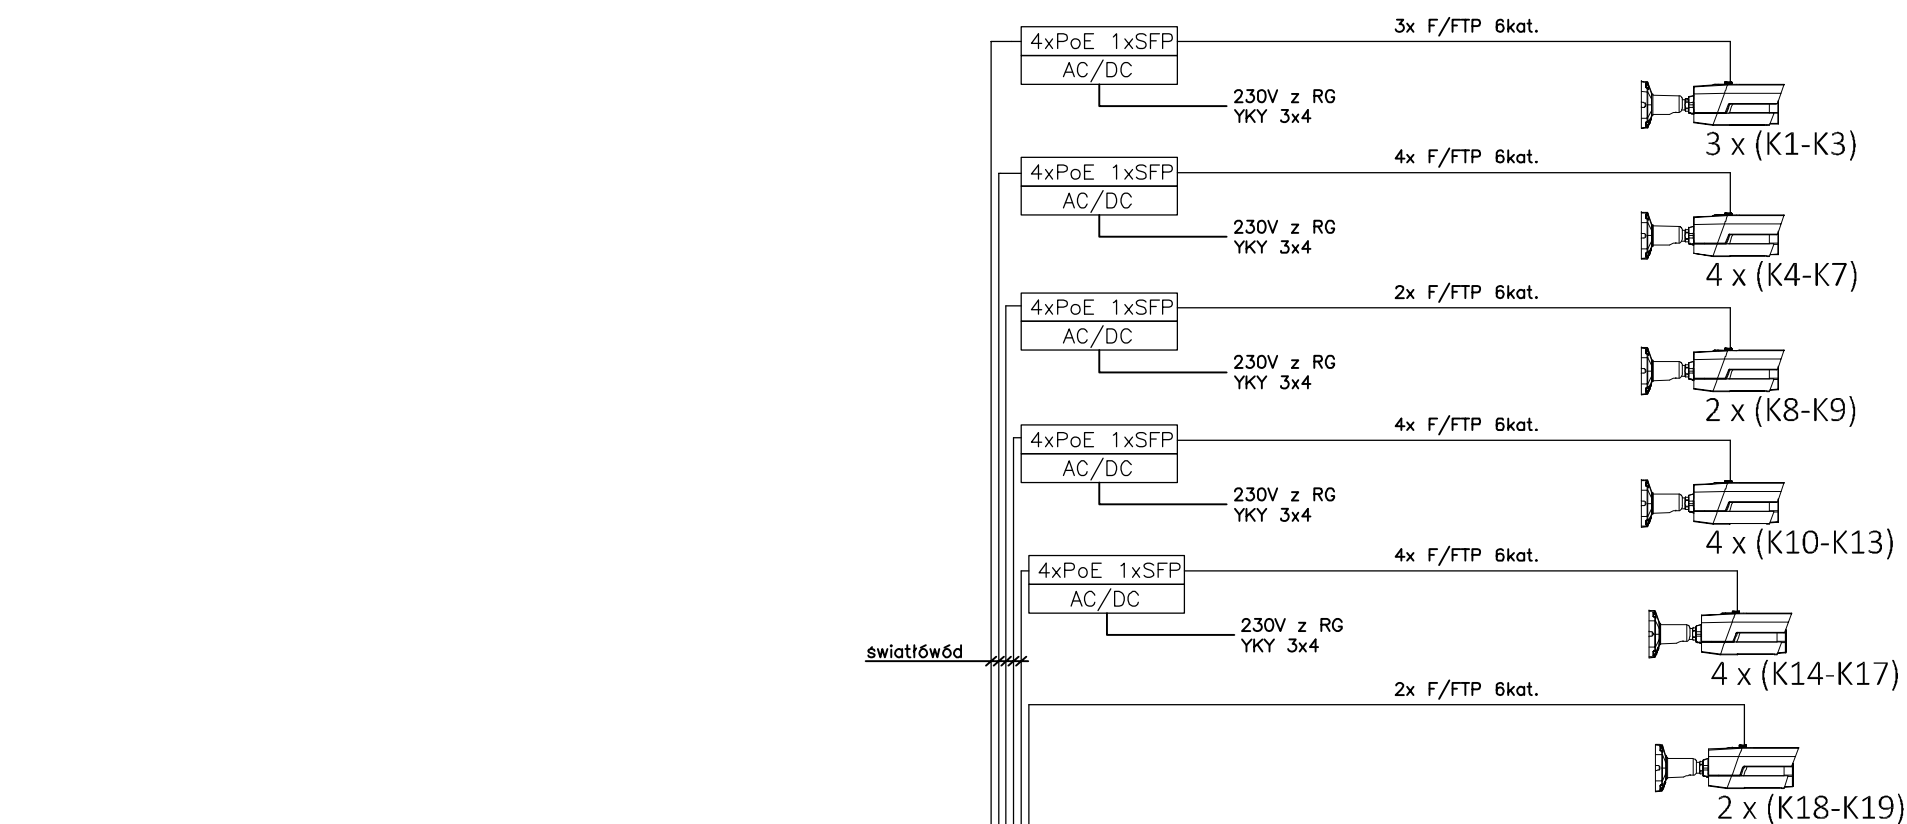 3x F/FTP 6kat.
4xPoE 1xSFP
AC/DC
230V z RG
YKY 3x4
3 x (K1-K3)
4x F/FTP 6kat.
4xPoE 1xSFP
AC/DC
230V z RG
YKY 3x4
4 x (K4-K7)
2x F/FTP 6kat.
4xPoE 1xSFP
AC/DC
230V z RG
YKY 3x4
2 x (K8-K9)
4x F/FTP 6kat.
4xPoE 1xSFP
AC/DC
230V z RG
YKY 3x4
4 x (K10-K13)
4x F/FTP 6kat.
4xPoE 1xSFP
AC/DC
230V z RG
YKY 3x4
światłówód
4 x (K14-K17)
2x F/FTP 6kat.
2 x (K18-K19)